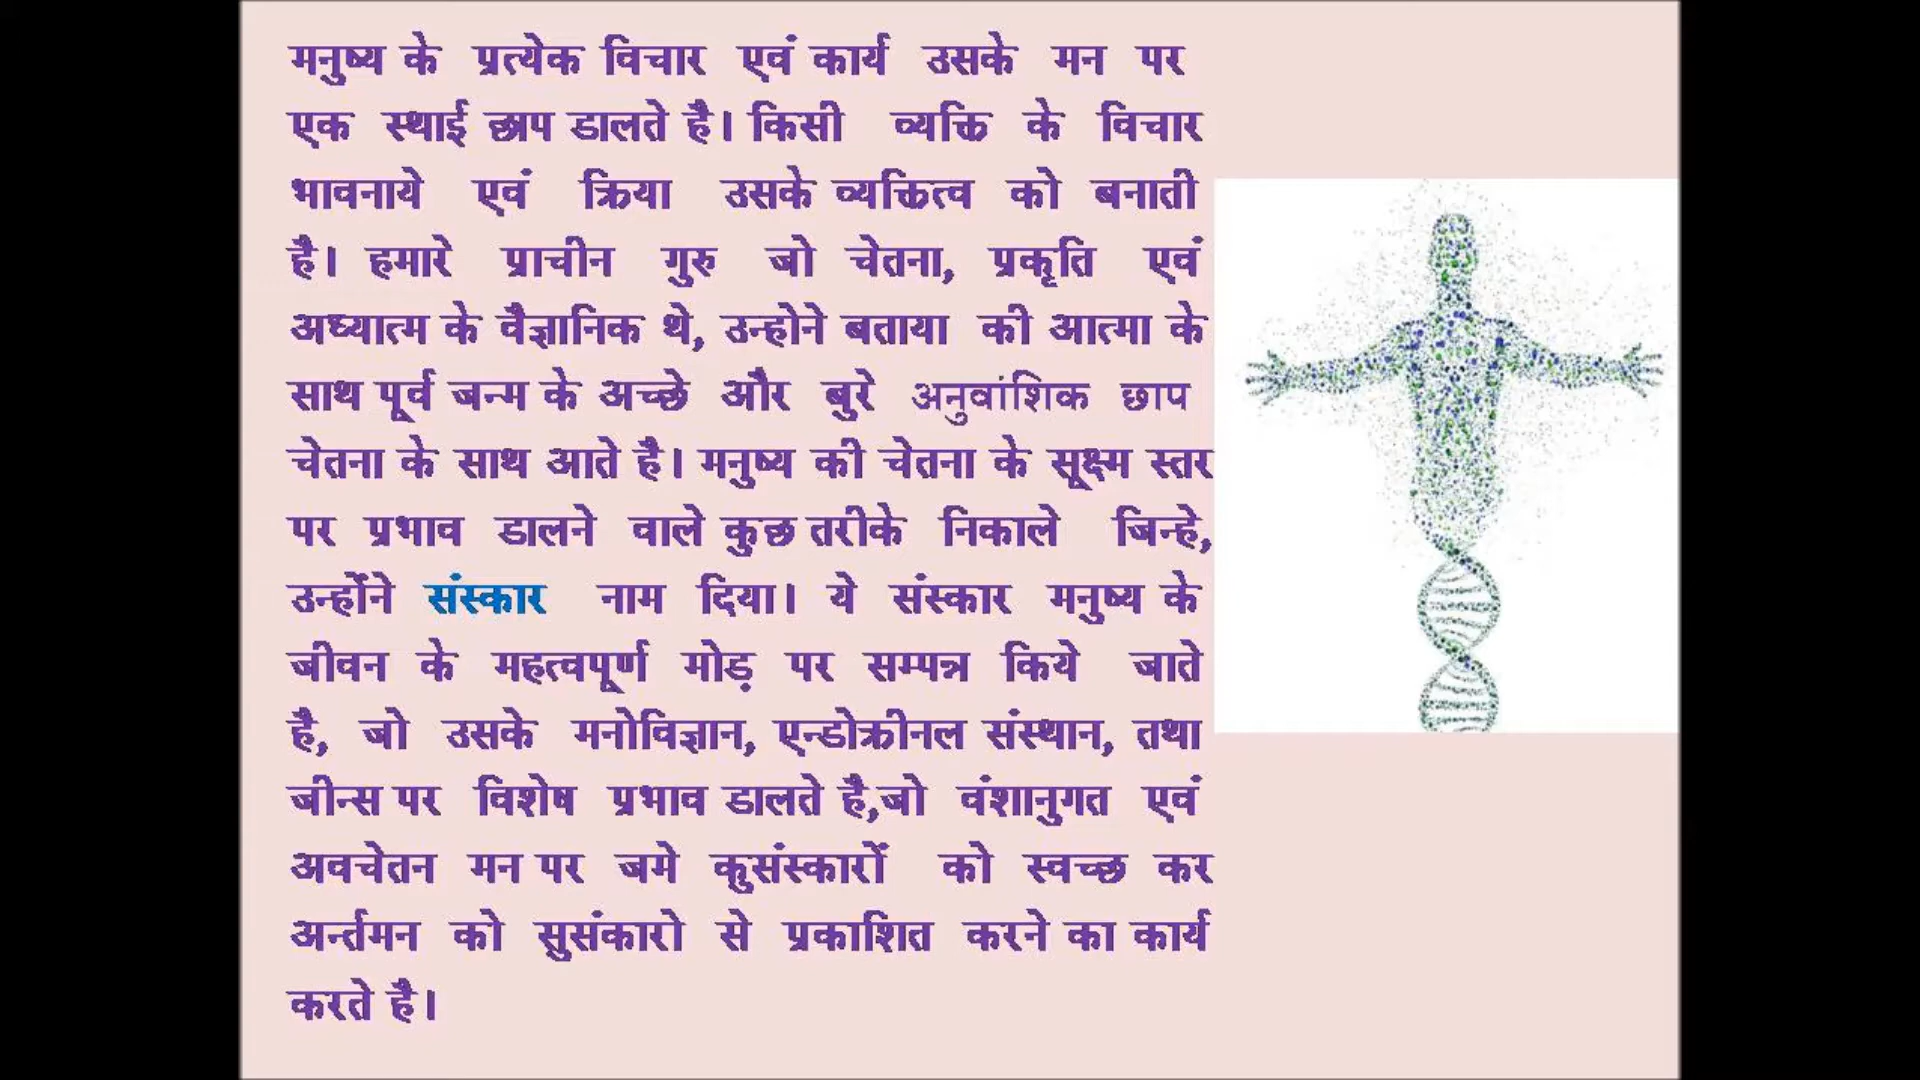 मनुष्य के प्रत्येक विचार एवं कार्य उसके मन पर
एक स्थाई छाप डालते है। किसी व्यक्ति के विचार
भावनाये एवं क्रिया उसके व्यक्तित्व को बनाती
है। हमारे प्राचीन गुरु जो चेतना, प्रकृति एवं
अध्यात्म के वैज्ञानिक थे, उन्होने बताया की आत्मा के
साथ पूर्व जन्म के अच्छे और बुरे अनुवांशिक छाप
चेतना के साथ आते है। मनुष्य की चेतना के सूक्ष्म स्तर
पर प्रभाव डालने वाले कुछ तरीके निकाले जिन्हे,
उन्होंने संस्कार नाम दिया। ये संस्कार मनुष्य के
जीवन के महत्वपूर्ण मोड़ पर सम्पन्न किये जाते
है, जो उसके मनोविज्ञान, एन्डोक्रीनल संस्थान, तथा
जीन्स पर विशेष प्रभाव डालते है,जो वंशानुगत एवं
अवचेतन मन पर जमे कुसंस्कारों को स्वच्छ कर
अर्न्तमन को सुसंकारो से प्रकाशित करने का कार्य
करते है।